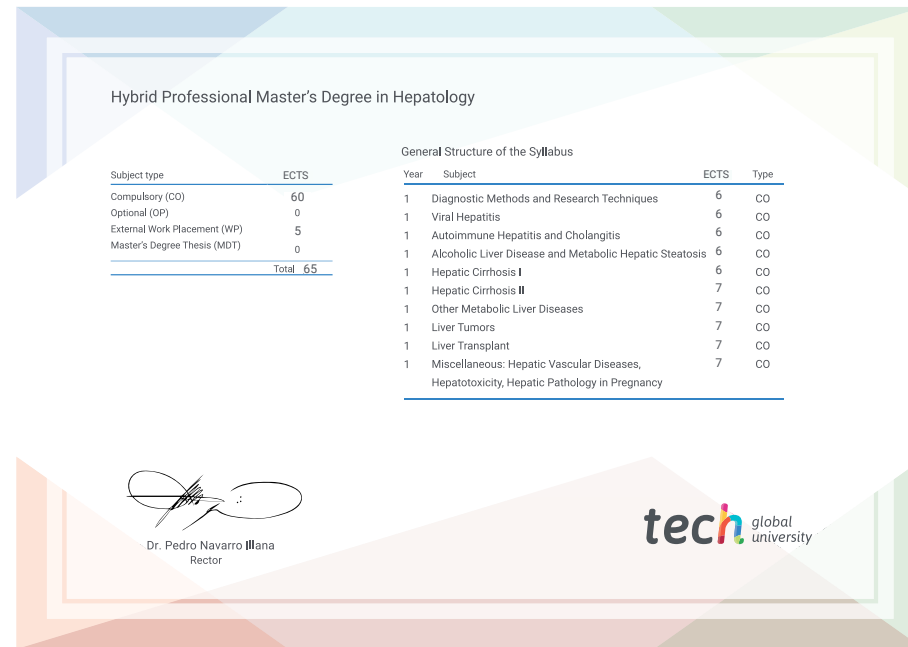 Hybrid Professional Master's Degree in Hepatology
Subject type ECTS
Compulsory (CO) 60
Optional (OP) 0
External Work Placement (WP) 5
Master's Degree Thesis (MDT) 0
Total 65
General Structure of the Syllabus
Year Subject ECTS Type
1 Diagnostic Methods and Research Techniques 6 CO
1 Viral Hepatitis 6 CO
1 Autoimmune Hepatitis and Cholangitis 6 CO
1 Alcoholic Liver Disease and Metabolic Hepatic Steatosis 6 CO
1 Hepatic Cirrhosis I 6 CO
1 Hepatic Cirrhosis II 7 CO
1 Other Metabolic Liver Diseases 7 CO
1 Liver Tumors 7 CO
1 Liver Transplant 7 CO
1 Miscellaneous: Hepatic Vascular Diseases, 7 CO
Hepatotoxicity, Hepatic Pathology in Pregnancy
Dr. Pedro Navarro Illana
Rector
tech global
university